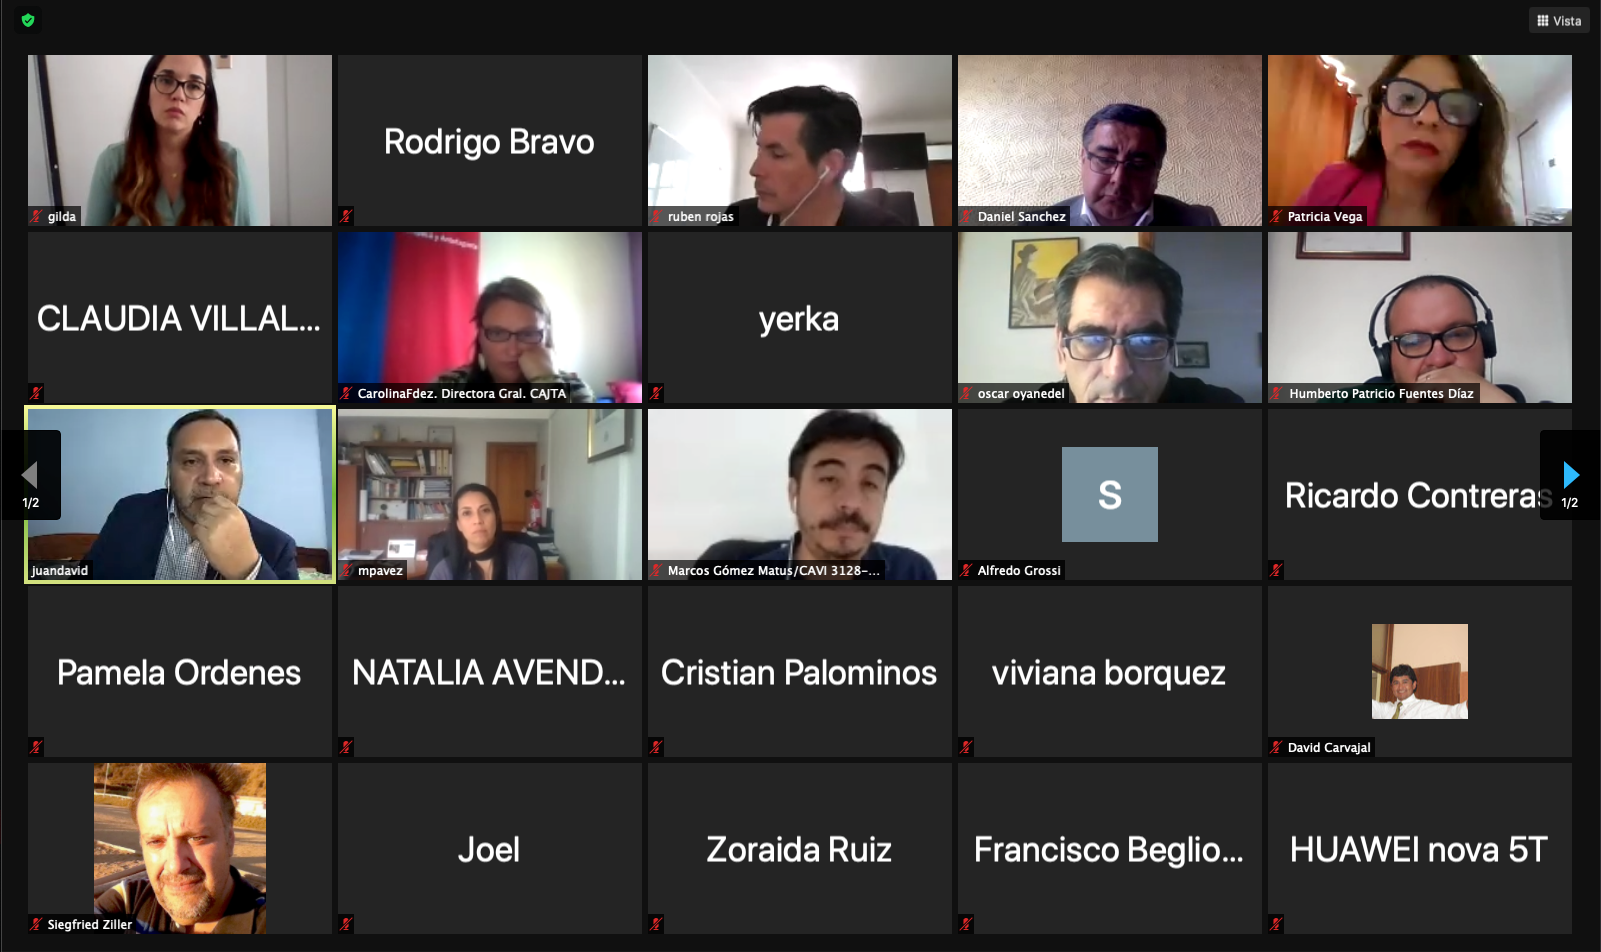 Vista
gilda
Rodrigo Bravo
ruben rojas
Daniel Sanchez
Patricia Vega
CLAUDIA VILLAL...
CarolinaFdez. Directora Gral. CAJTA
yerka
oscar oyanedel
Humberto Patricio Fuentes Díaz
1/2
juandavid
mpavez
Marcos Gómez Matus/CAVI 3128-...
S
Alfredo Grossi
Ricardo Contreras
1/2
Pamela Ordenes
NATALIA AVEND...
Cristian Palominos
viviana borquez
David Carvajal
Siegfried Ziller
Joel
Zoraida Ruiz
Francisco Beglio...
HUAWEI nova 5T